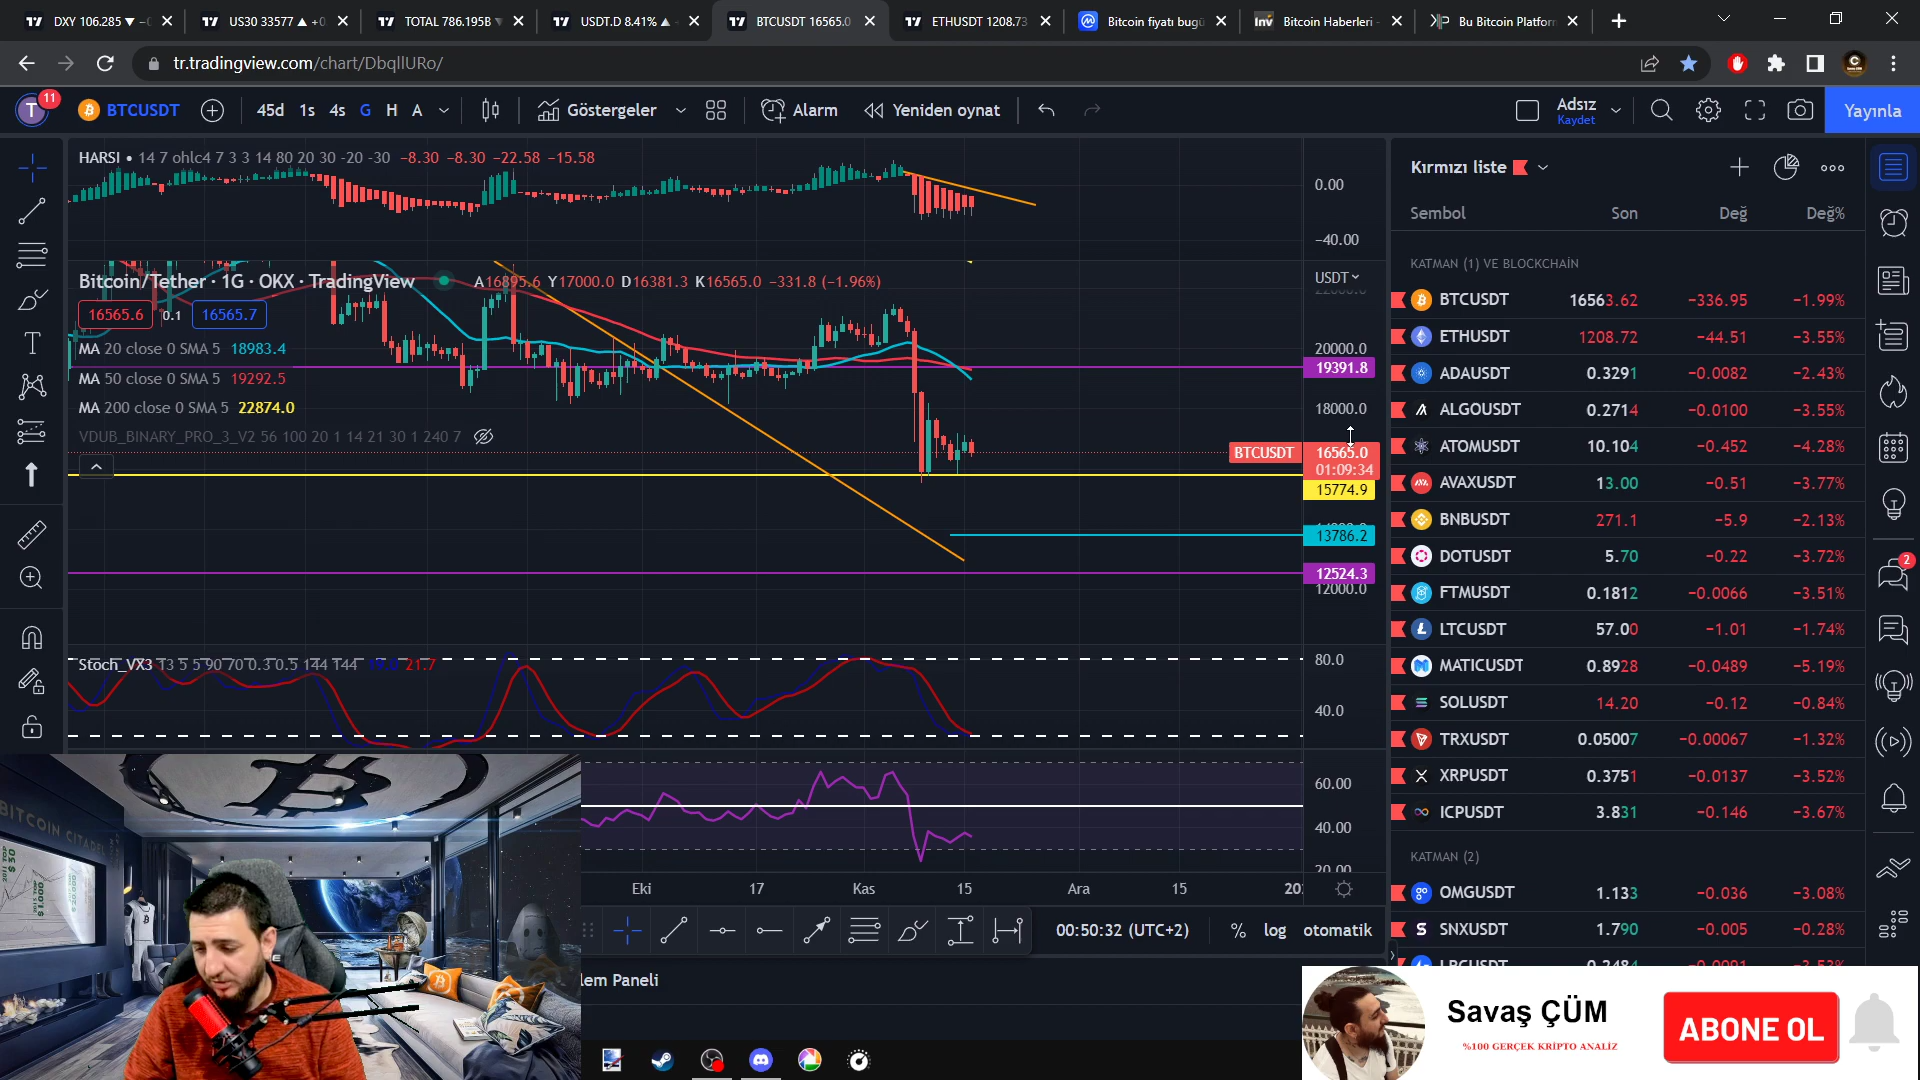 DXY 106.285 ▼ −0
US30 33577 ▲ +0
TOTAL 786.195B ▼
USDT.D 8.41% ▲
BTCUSDT 16565.0
ETHUSDT 1208.73
Bitcoin fiyatı bugü
Bitcoin Haberleri -
Bu Bitcoin Platfor
tr.tradingview.com/chart/DbqllURo/
T 11
BTCUSDT 45d 1s 4s G H A Göstergeler Alarm Yeniden oynat Adsız Yayınla
Kaydet
HARSI • 14 7 ohlc4 7 3 3 14 80 20 30 -20 -30 −8.30 −8.30 −22.58 −15.58
0.00
−40.00
Bitcoin/Tether · 1G · OKX · TradingView A16895.6 Y17000.0 D16381.3 K16565.0 −331.8 (−1.96%)
USDT
16565.6 0.1 16565.7
MA 20 close 0 SMA 5 18983.4
MA 50 close 0 SMA 5 19292.5
MA 200 close 0 SMA 5 22874.0
VDUB_BINARY_PRO_3_V2 56 100 20 1 14 21 30 1 240 7
20000.0
19391.8
18000.0
BTCUSDT 16565.0
01:09:34
15774.9
13786.2
12524.3
12000.0
Stoch_VX3 13 5 5 90 70 0.3 0.5 144 144 21.7
80.0
40.0
60.00
40.00
20.00
Eki 17 Kas 15 Ara 15 20
00:50:32 (UTC+2) % log otomatik
lem Paneli
Kırmızı liste
Sembol Son Değ Değ%
KATMAN (1) VE BLOCKCHAİN
BTCUSDT 16563.62 −336.95 −1.99%
ETHUSDT 1208.72 −44.51 −3.55%
ADAUSDT 0.3291 −0.0082 −2.43%
ALGOUSDT 0.2714 −0.0100 −3.55%
ATOMUSDT 10.104 −0.452 −4.28%
AVAXUSDT 13.00 −0.51 −3.77%
BNBUSDT 271.1 −5.9 −2.13%
DOTUSDT 5.70 −0.22 −3.72%
FTMUSDT 0.1812 −0.0066 −3.51%
LTCUSDT 57.00 −1.01 −1.74%
MATICUSDT 0.8928 −0.0489 −5.19%
SOLUSDT 14.20 −0.12 −0.84%
TRXUSDT 0.05007 −0.00067 −1.32%
XRPUSDT 0.3751 −0.0137 −3.52%
ICPUSDT 3.831 −0.146 −3.67%
KATMAN (2)
OMGUSDT 1.133 −0.036 −3.08%
SNXUSDT 1.790 −0.005 −0.28%
2
BITCOIN CITADEL
Savaş ÇÜM
%100 GERÇEK KRİPTO ANALİZ
ABONE OL